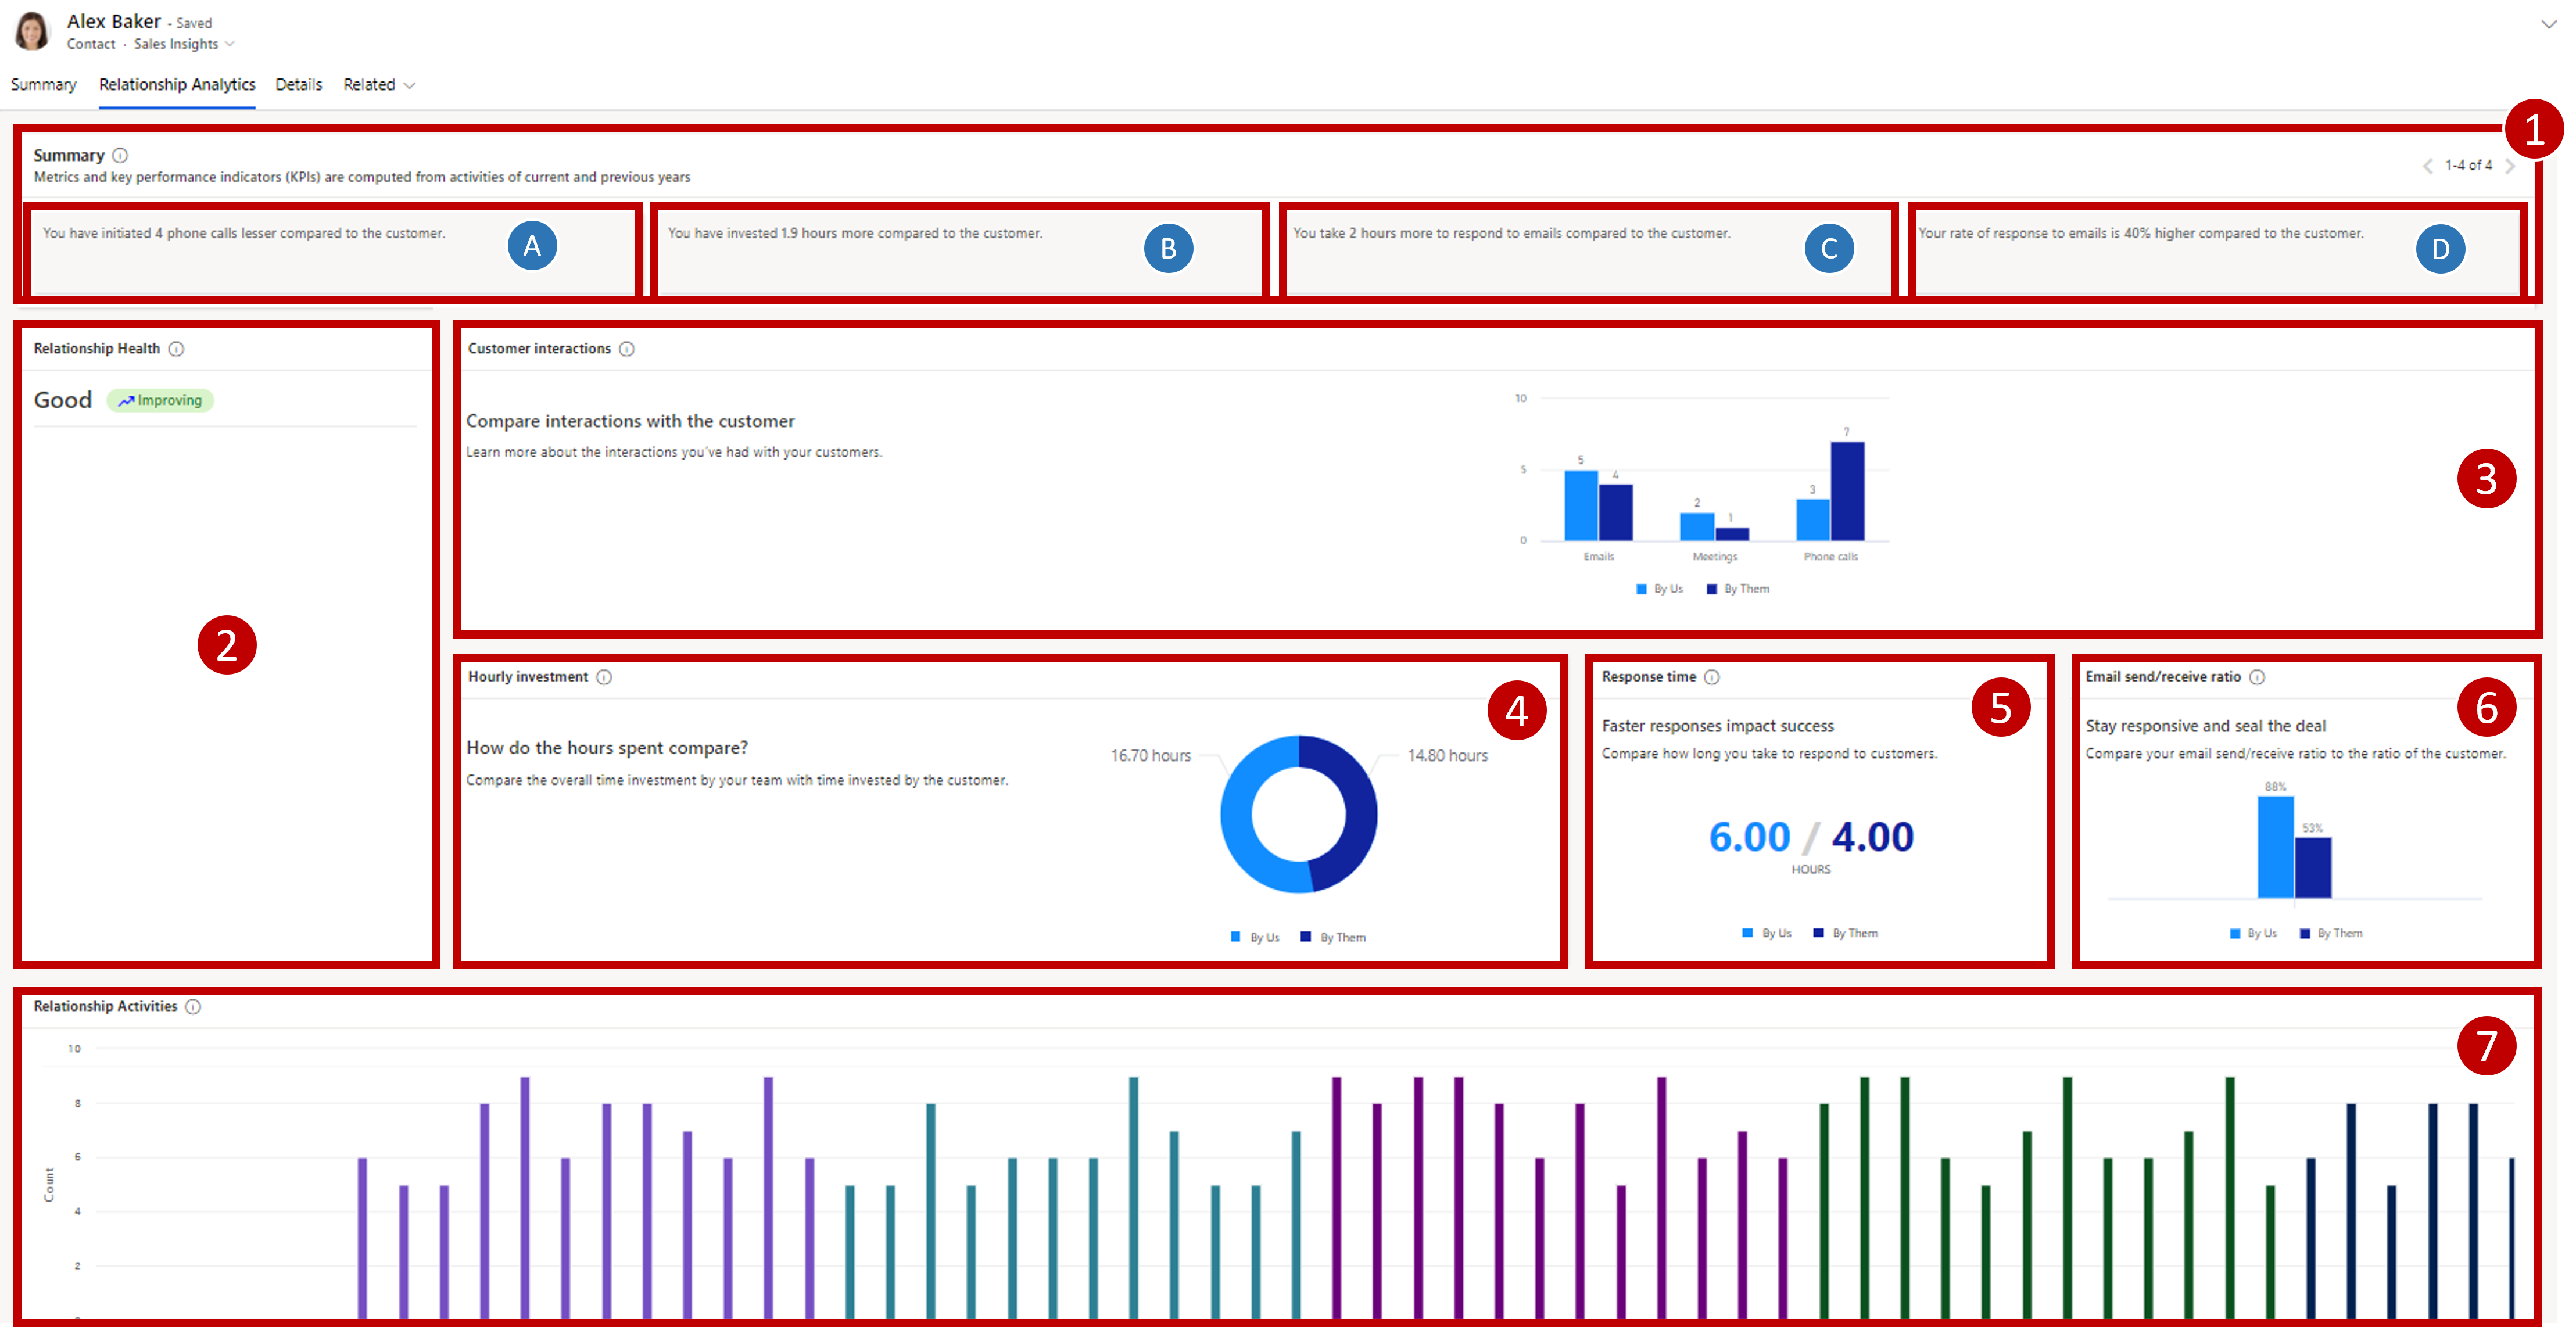 Alex Baker - Saved
Contact · Sales Insights
Summary Relationship Analytics Details Related
1
Summary
Metrics and key performance indicators (KPIs) are computed from activities of current and previous years
1-4 of 4
You have initiated 4 phone calls lesser compared to the customer.
A
You have invested 1.9 hours more compared to the customer.
B
You take 2 hours more to respond to emails compared to the customer.
C
Your rate of response to emails is 40% higher compared to the customer.
D
Relationship Health
Good Improving
2
Customer interactions
Compare interactions with the customer
Learn more about the interactions you've had with your customers.
10
5
0
5
4
2
1
3
7
Emails Meetings Phone calls
By Us By Them
3
Hourly investment
How do the hours spent compare?
Compare the overall time investment by your team with time invested by the customer.
16.70 hours
14.80 hours
By Us By Them
4
Response time
Faster responses impact success
Compare how long you take to respond to customers.
6.00 / 4.00
HOURS
By Us By Them
5
Email send/receive ratio
Stay responsive and seal the deal
Compare your email send/receive ratio to the ratio of the customer.
88%
53%
By Us By Them
6
Relationship Activities
7
10
8
6
4
2
Count